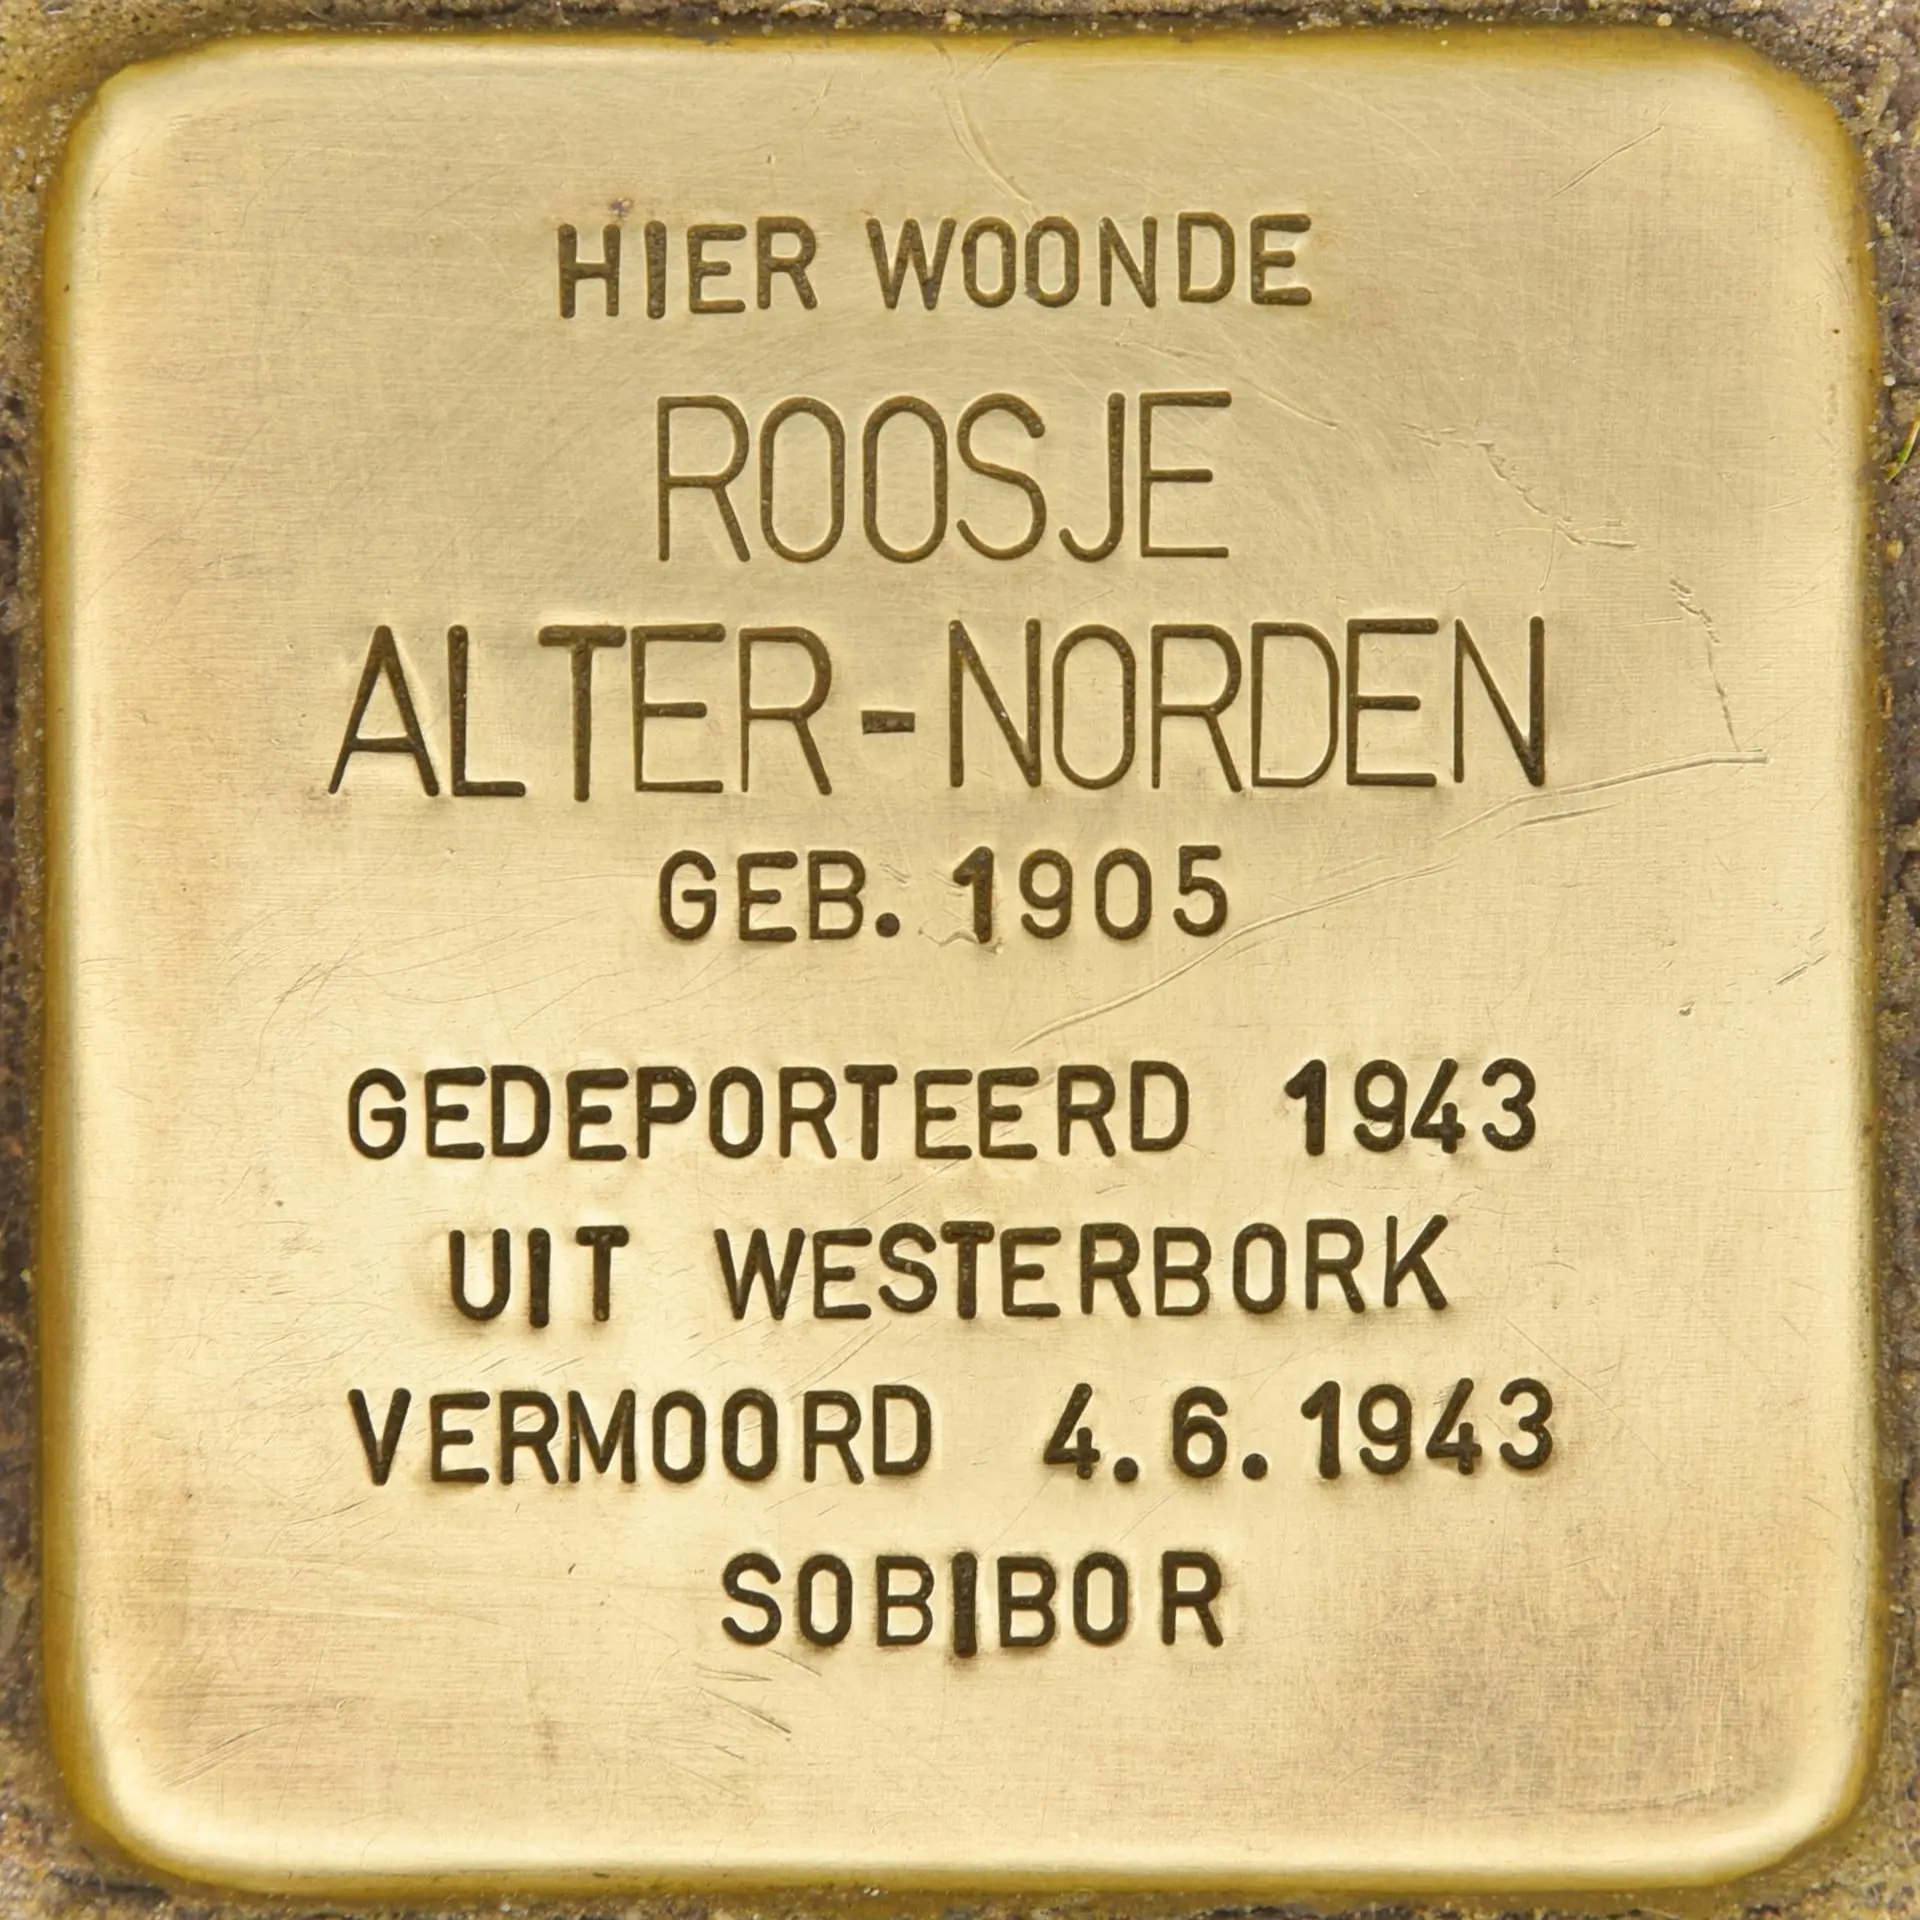 HIER WOONDE
ROOSJE
ALTER-NORDEN
GEB. 1905
GEDEPORTEERD 1943
UIT WESTERBORK
VERMOORD 4.6.1943
SOBIBOR